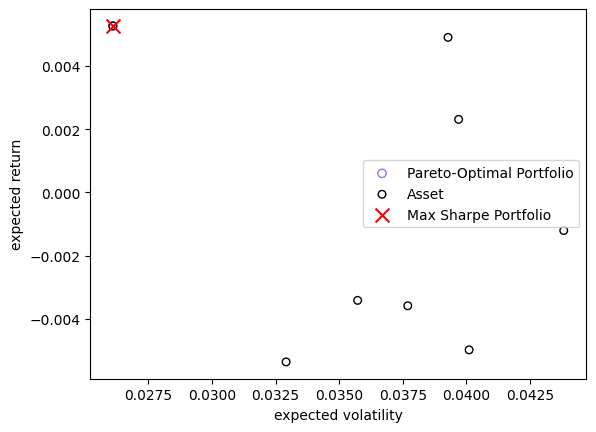 0.004
0.002
0.000
−0.002
−0.004
expected return
Pareto-Optimal Portfolio
Asset
Max Sharpe Portfolio
0.0275 0.0300 0.0325 0.0350 0.0375 0.0400 0.0425
expected volatility